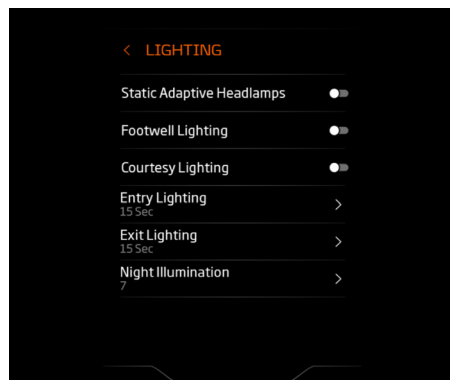 LIGHTING
Static Adaptive Headlamps
Footwell Lighting
Courtesy Lighting
Entry Lighting
15 Sec
Exit Lighting
15 Sec
Night Illumination
7